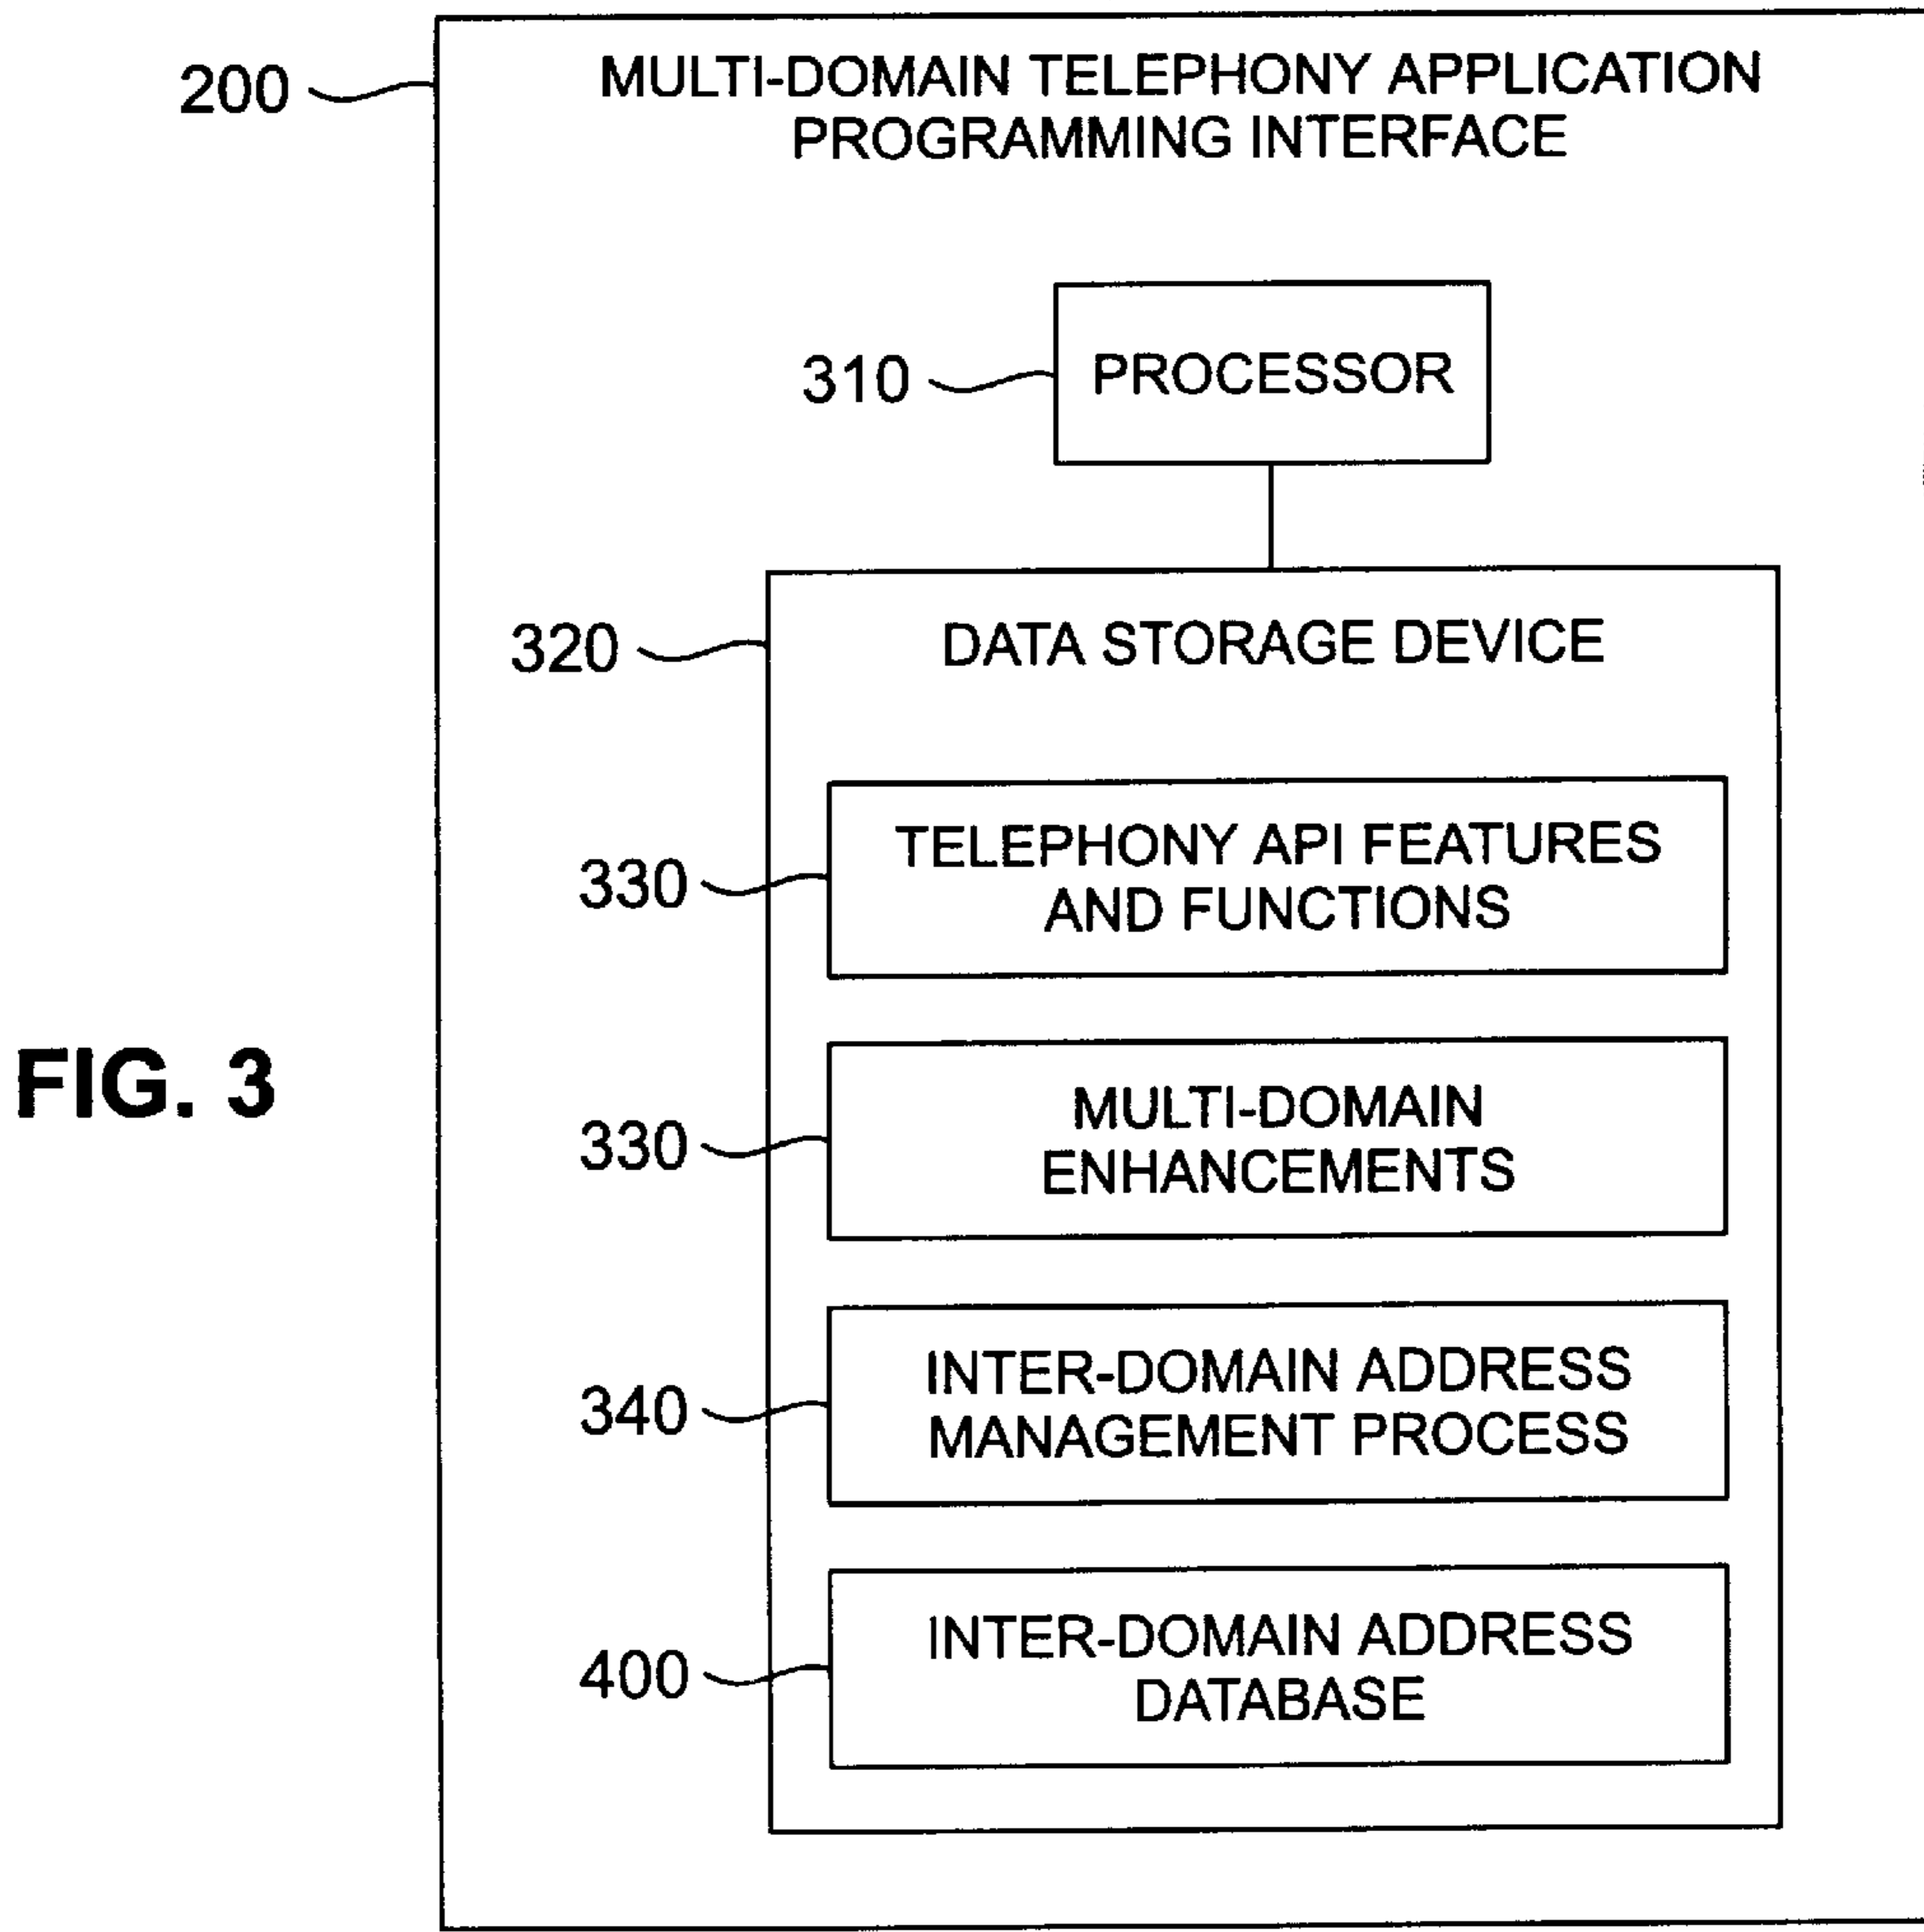 200
MULTI-DOMAIN TELEPHONY APPLICATION
PROGRAMMING INTERFACE
310
PROCESSOR
320
DATA STORAGE DEVICE
330
TELEPHONY API FEATURES
AND FUNCTIONS
FIG. 3
330
MULTI-DOMAIN
ENHANCEMENTS
340
INTER-DOMAIN ADDRESS
MANAGEMENT PROCESS
400
INTER-DOMAIN ADDRESS
DATABASE